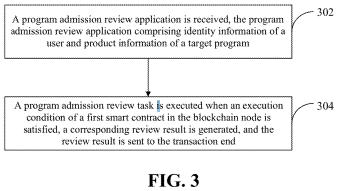 A program admission review application is received, the program
admission review application comprising identity information of a
user and product information of a target program
302
A program admission review task is executed when an execution
condition of a first smart contract in the blockchain node is
satisfied, a corresponding review result is generated, and the
review result is sent to the transaction end
304
FIG. 3